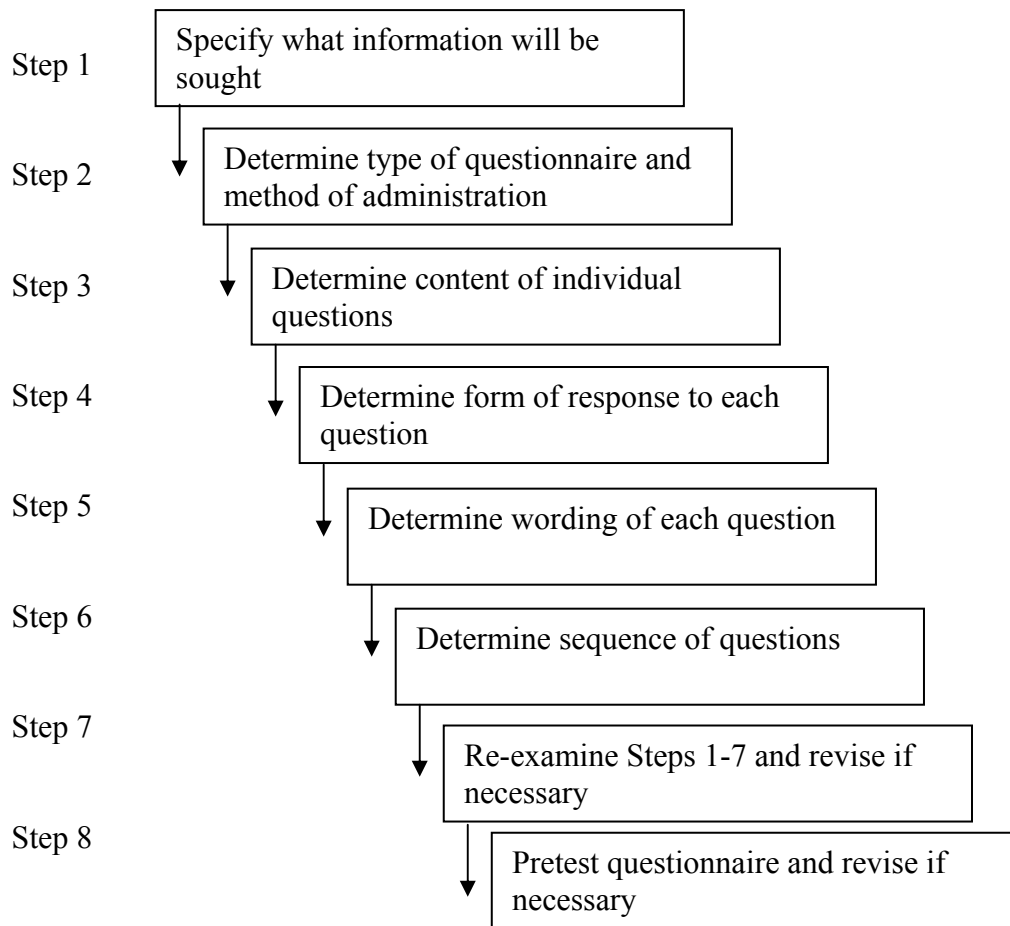 Step 1
Specify what information will be
sought
Step 2
Determine type of questionnaire and
method of administration
Step 3
Determine content of individual
questions
Step 4
Determine form of response to each
question
Step 5
Determine wording of each question
Step 6
Determine sequence of questions
Step 7
Re-examine Steps 1-7 and revise if
necessary
Step 8
Pretest questionnaire and revise if
necessary